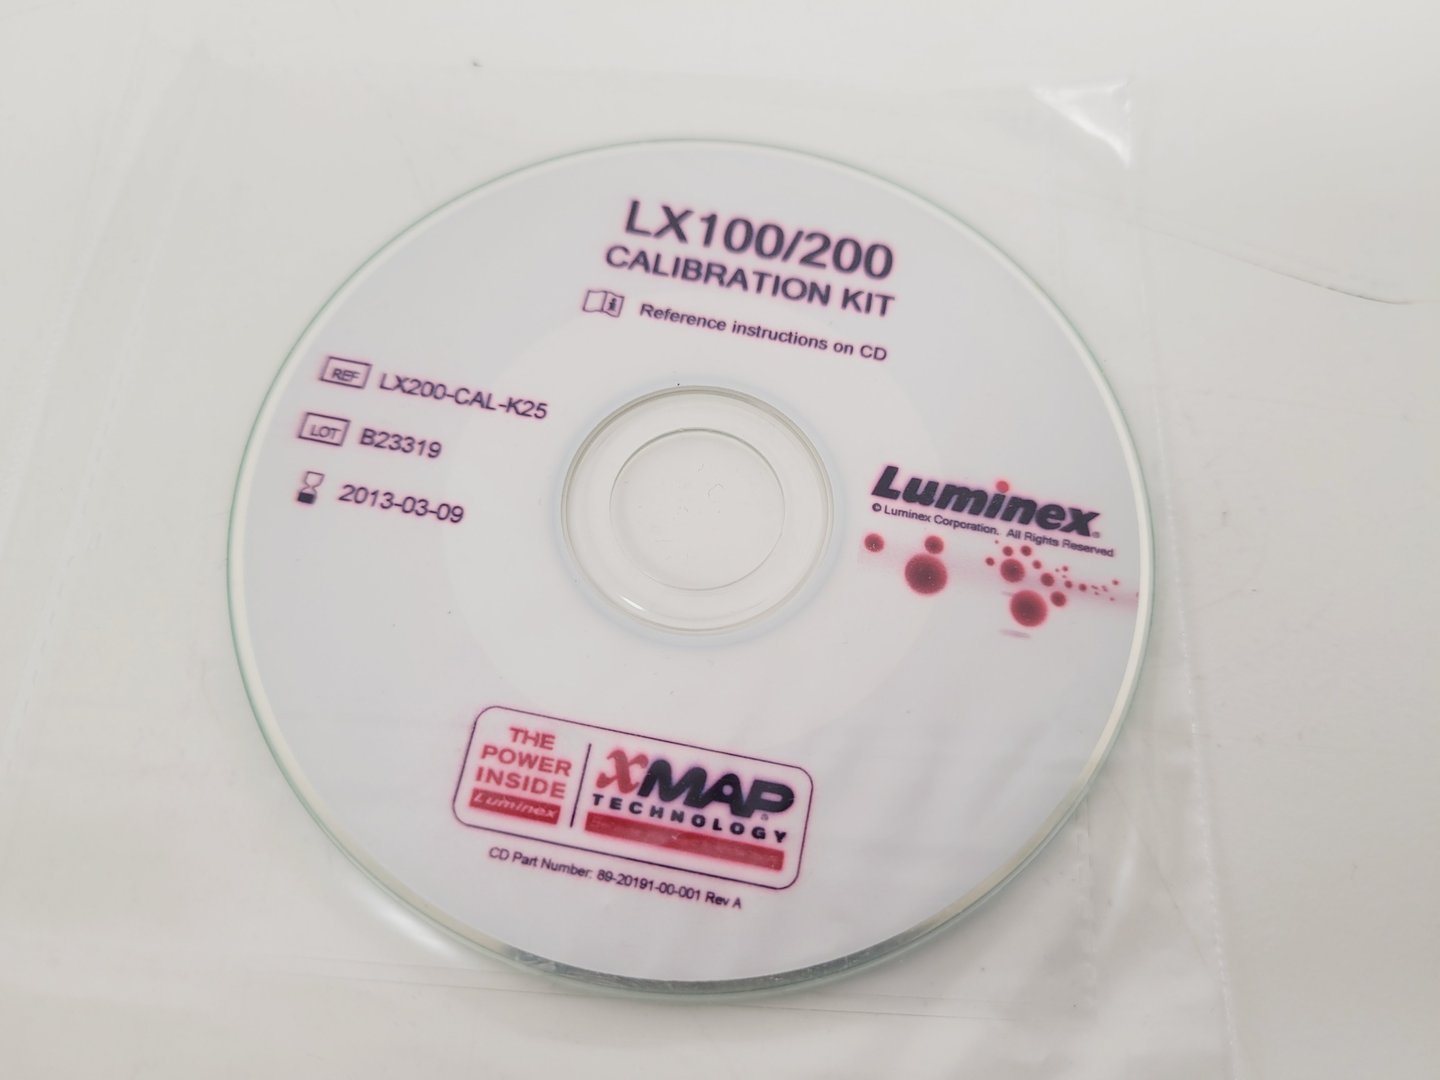 LX100/200
CALIBRATION KIT
Reference instructions on CD
REF LX200-CAL-K25
LOT B23319
2013-03-09
Luminex®
© Luminex Corporation. All Rights Reserved
THE
POWER
INSIDE
Luminex
xMAP®
TECHNOLOGY
CD Part Number: 89-20191-00-001 Rev A